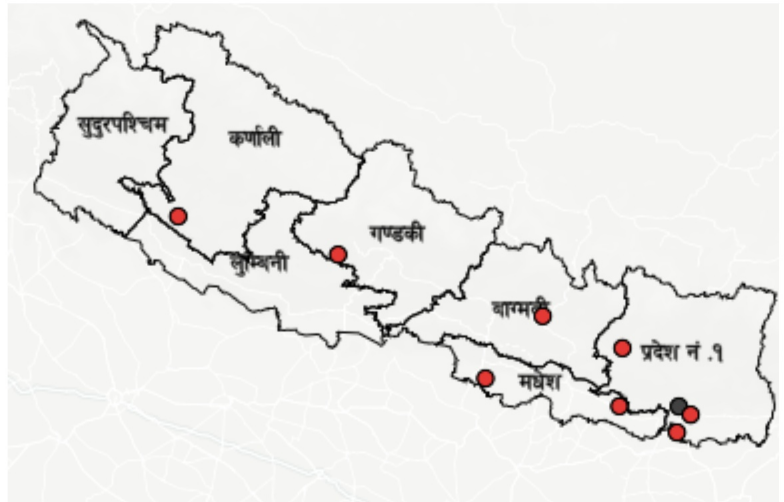 सुदुरपश्चिम
कर्णाली
गण्डकी
लुम्बिनी
बाग्मती
प्रदेश नं .१
मधेश